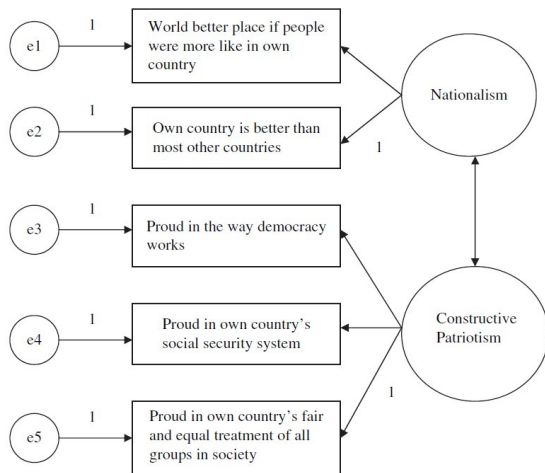 e1
1
World better place if people
were more like in own
country
Nationalism
e2
1
Own country is better than
most other countries
1
e3
1
Proud in the way democracy
works
e4
1
Proud in own country's
social security system
Constructive
Patriotism
1
e5
1
Proud in own country's fair
and equal treatment of all
groups in society